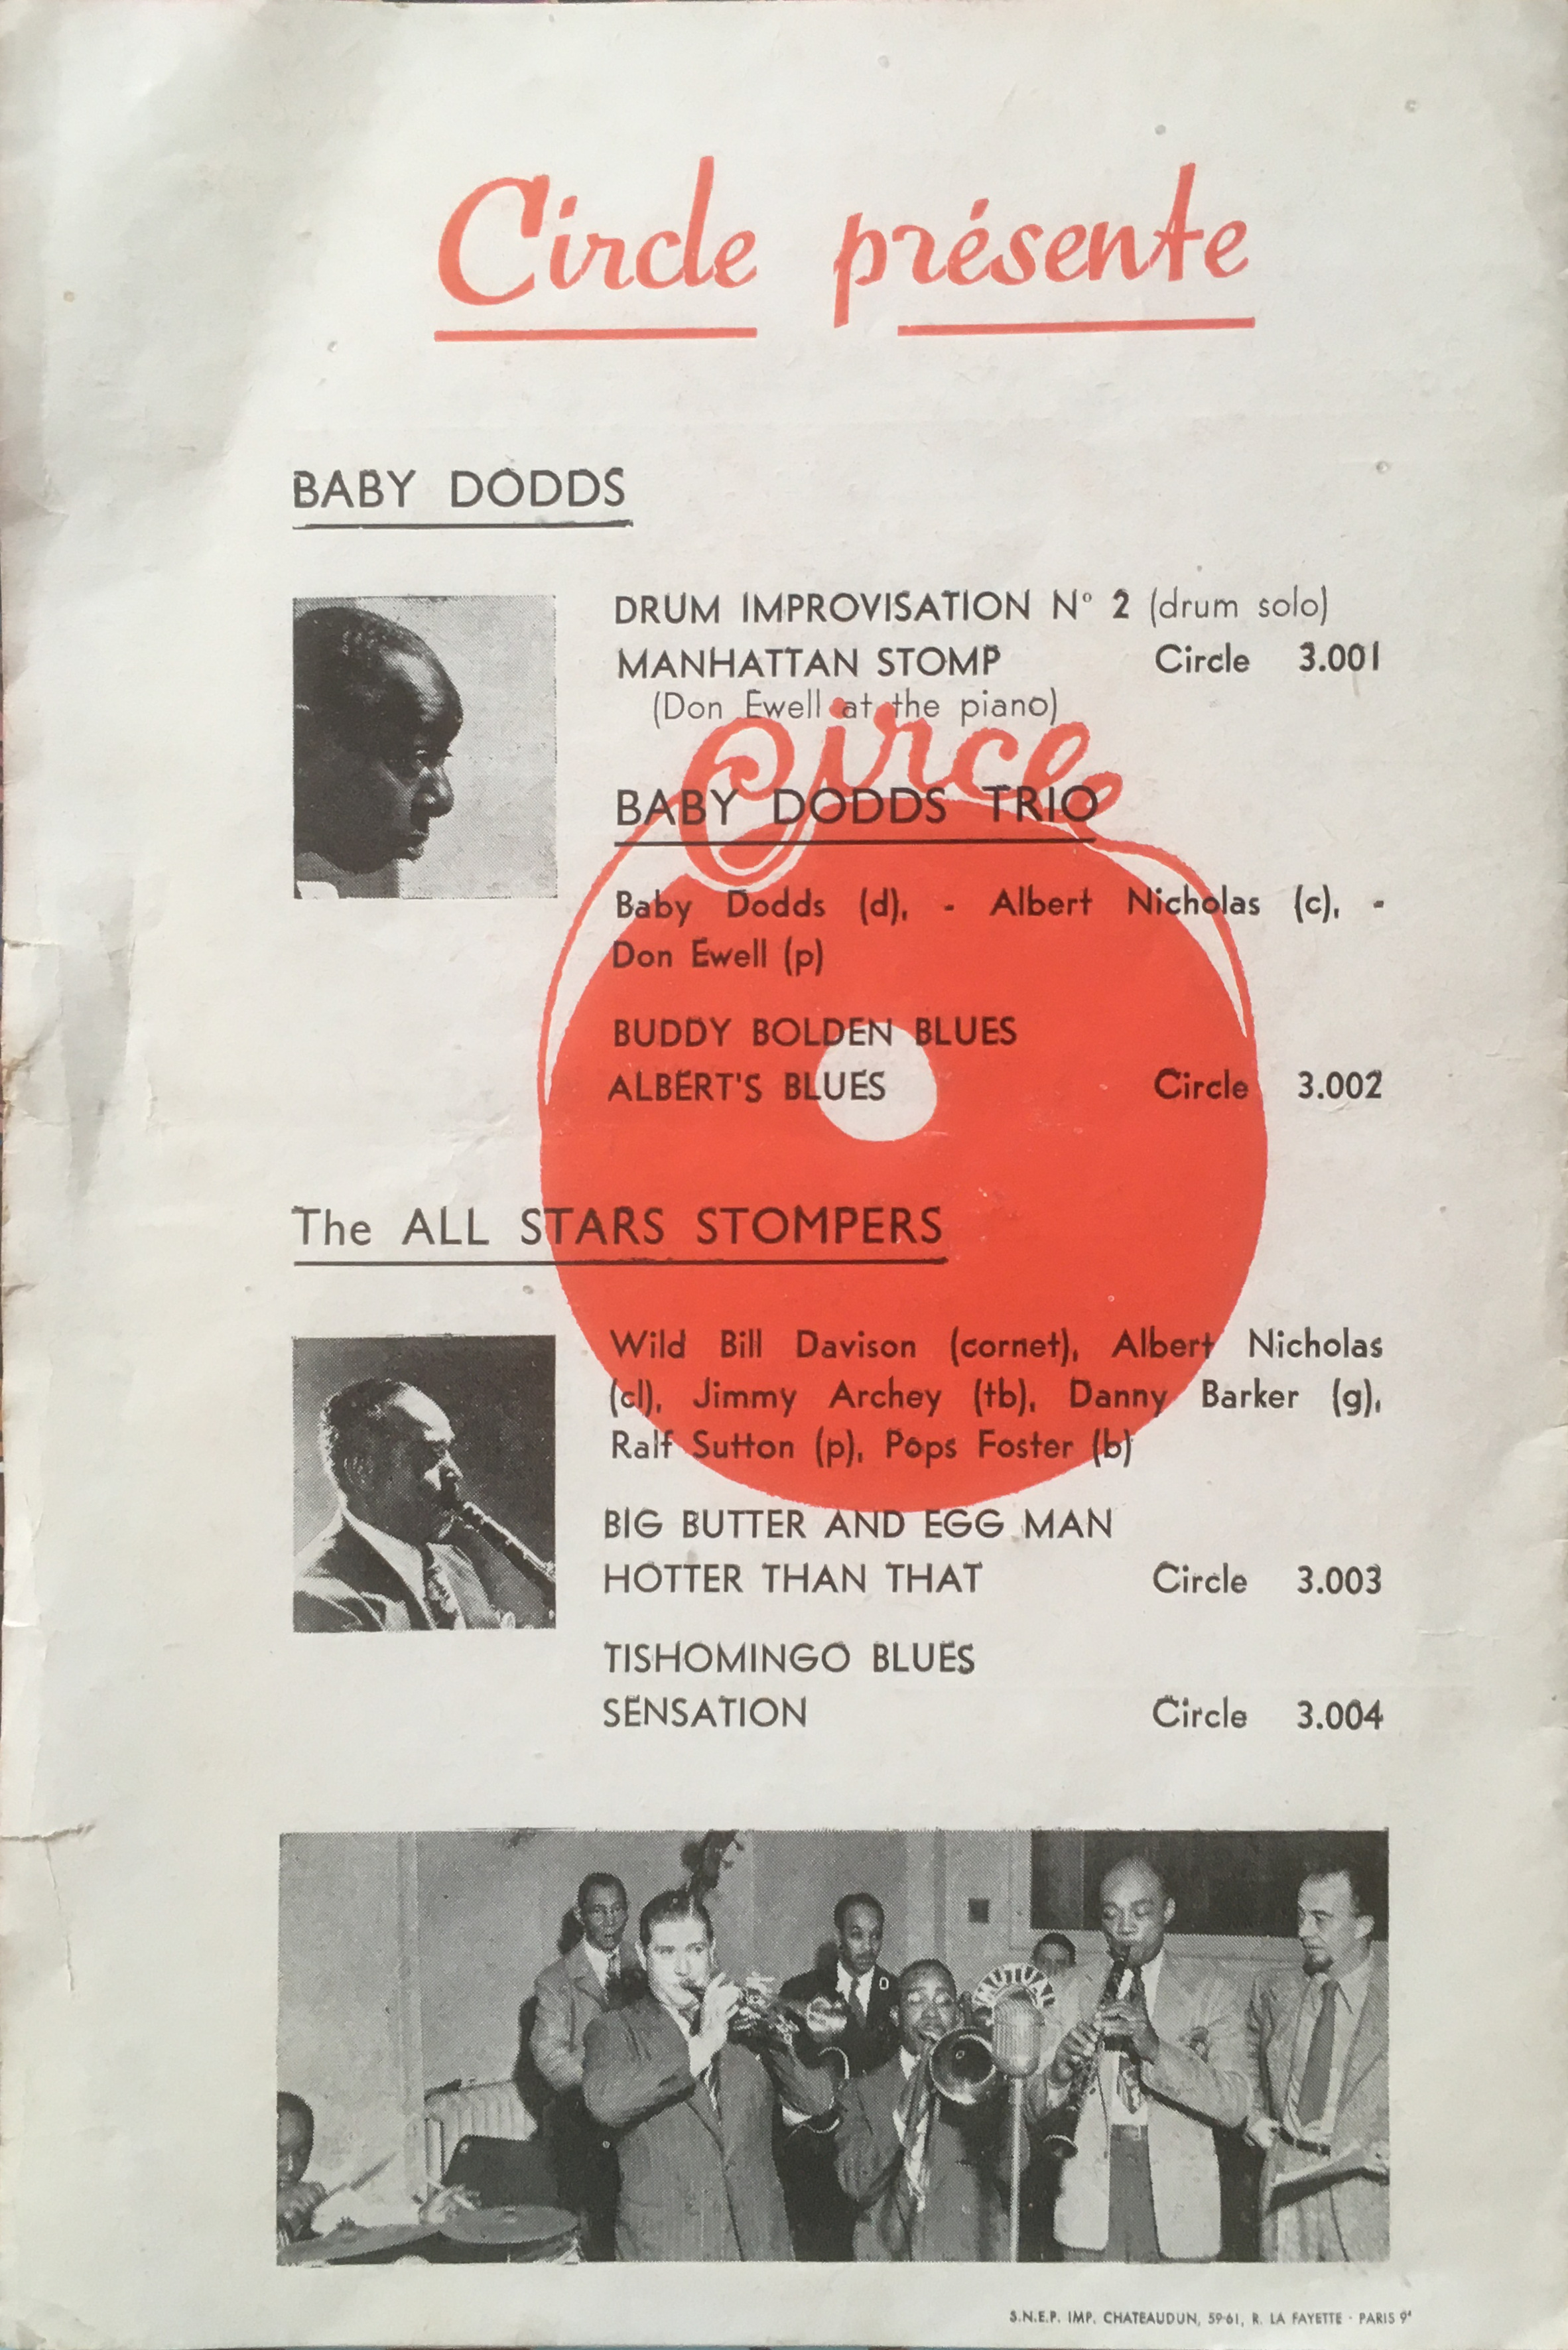 Circle présente
BABY DODDS
DRUM IMPROVISATION N° 2 (drum solo)
MANHATTAN STOMP Circle 3.001
(Don Ewell at the piano)
Circle
BABY DODDS TRIO
Baby Dodds (d), - Albert Nicholas (c), -
Don Ewell (p)
BUDDY BOLDEN BLUES
ALBERT'S BLUES Circle 3.002
The ALL STARS STOMPERS
Wild Bill Davison (cornet), Albert Nicholas
(cl), Jimmy Archey (tb), Danny Barker (g),
Ralf Sutton (p), Pops Foster (b)
BIG BUTTER AND EGG MAN
HOTTER THAN THAT Circle 3.003
TISHOMINGO BLUES
SENSATION Circle 3.004
MUTUAL
S.N.E.P. IMP. CHATEAUDUN, 59-61, R. LA FAYETTE - PARIS 9ᵉ